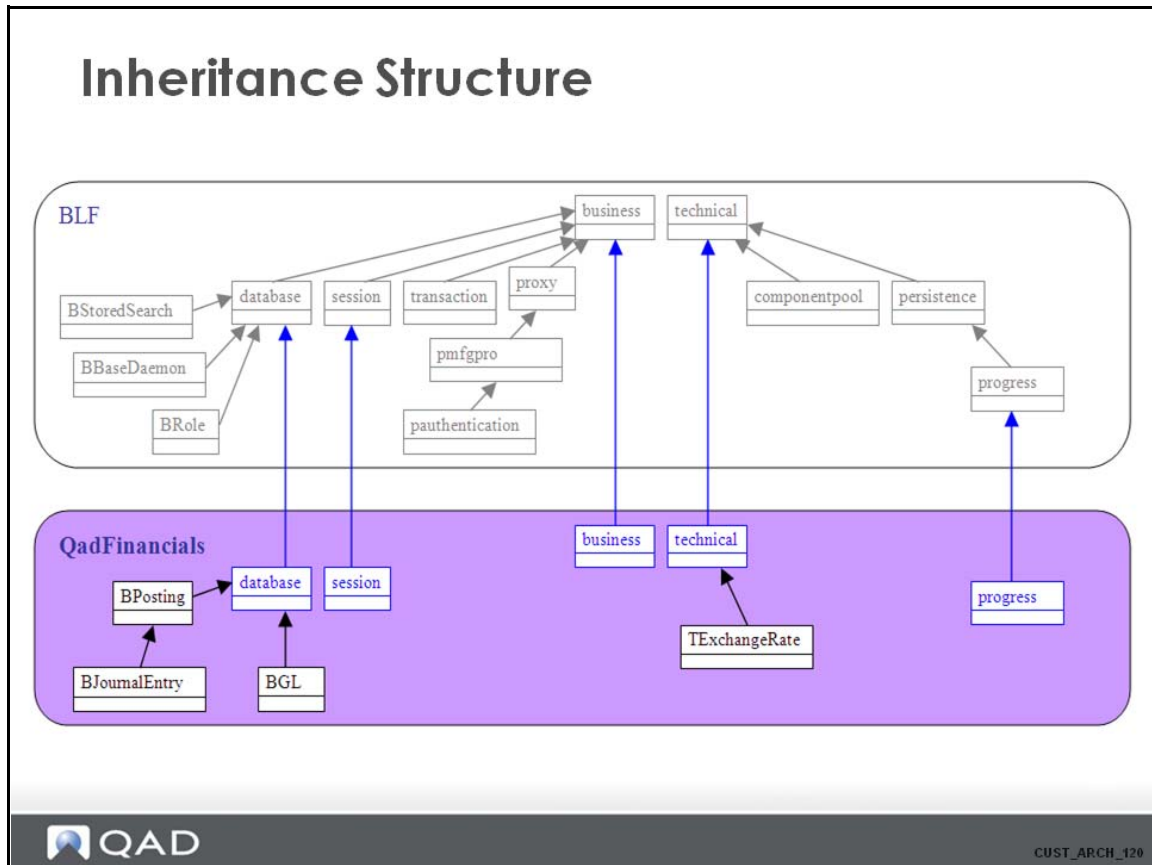 Inheritance Structure
BLF
business
technical
BStoredSearch
database
session
transaction
proxy
componentpool
persistence
BBaseDaemon
pmfgpro
progress
BRole
pauthentication
QadFinancials
business
technical
BPosting
database
session
progress
TExchangeRate
BJournalEntry
BGL
QAD
CUST_ARCH_120